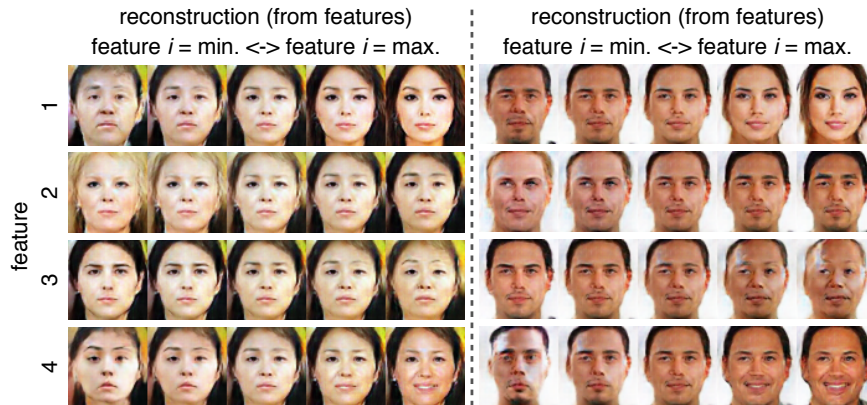 reconstruction (from features)
feature i = min. <-> feature i = max.
reconstruction (from features)
feature i = min. <-> feature i = max.
feature
1
2
3
4